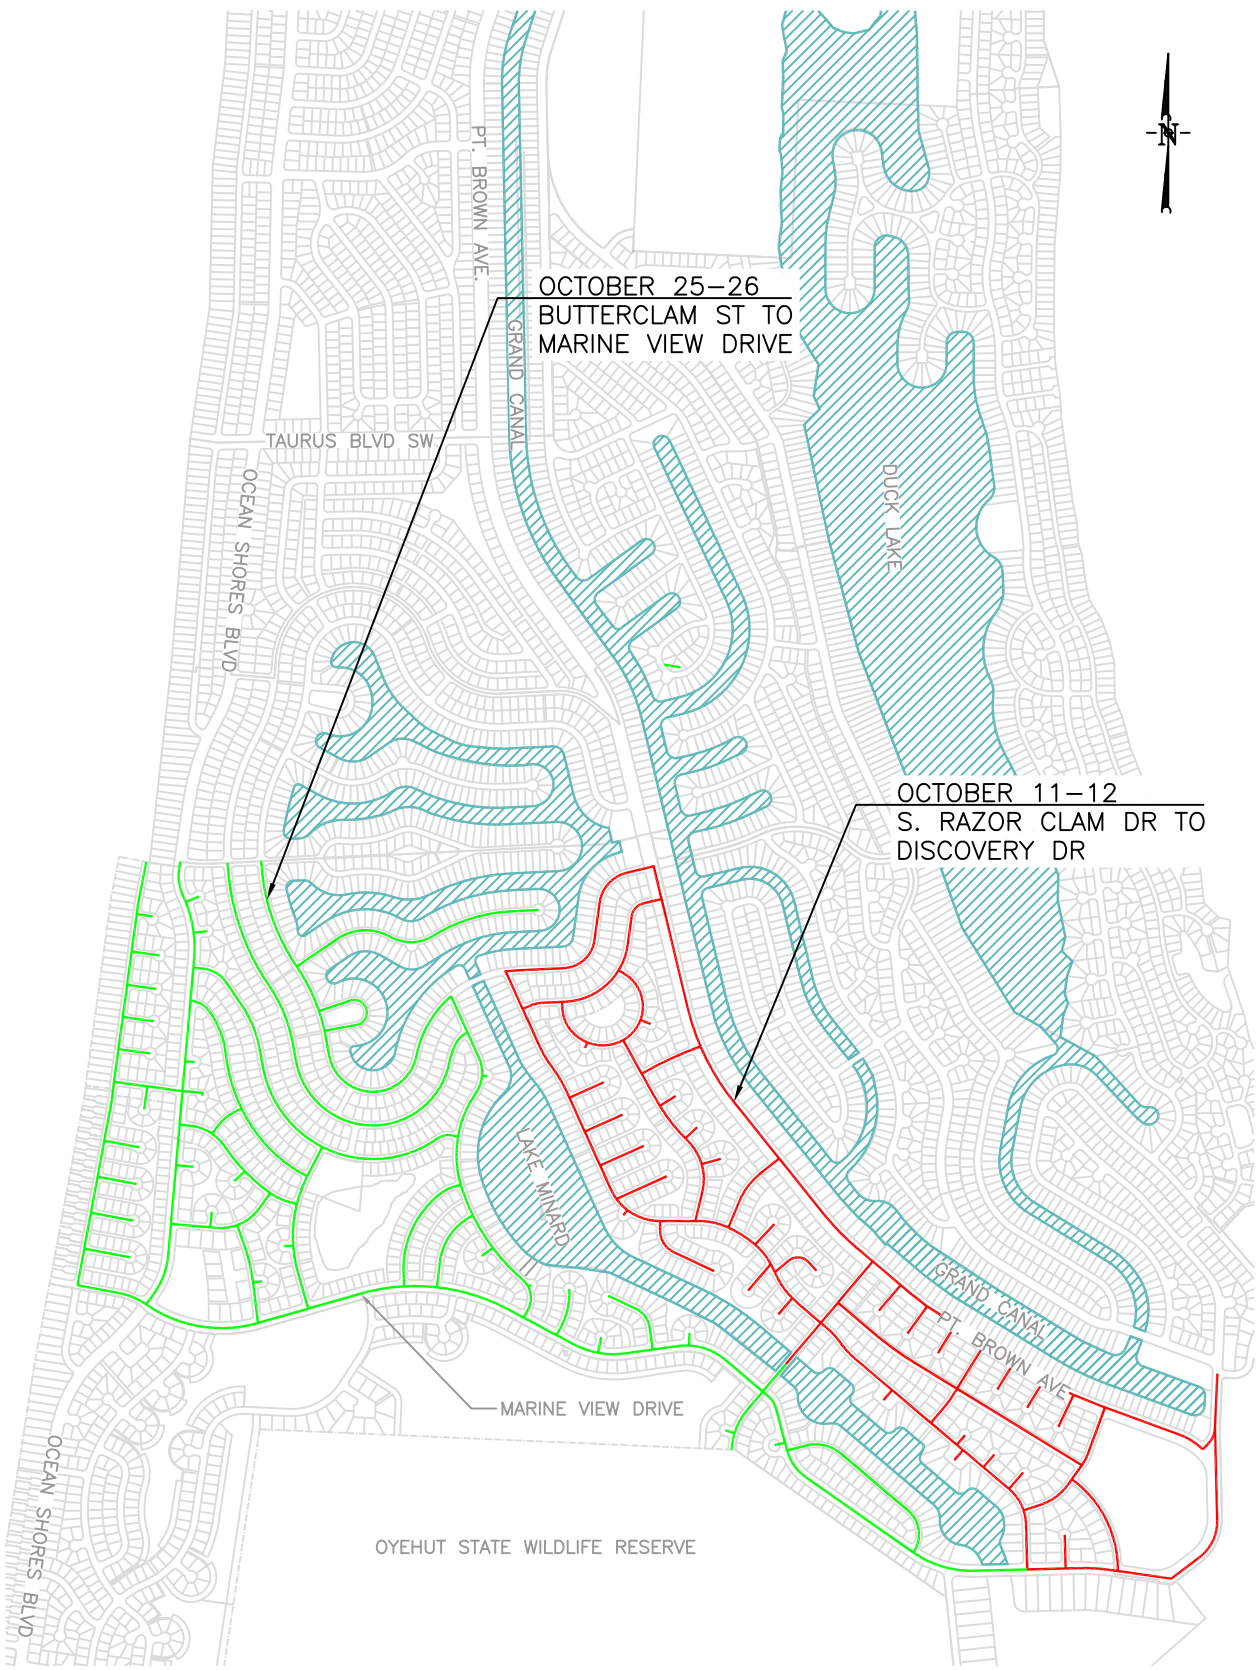 N
PT. BROWN AVE.
OCTOBER 25-26
BUTTERCLAM ST TO
MARINE VIEW DRIVE
GRAND CANAL
TAURUS BLVD SW
OCEAN SHORES BLVD
DUCK LAKE
OCTOBER 11-12
S. RAZOR CLAM DR TO
DISCOVERY DR
LAKE MINARD
GRAND CANAL
PT. BROWN AVE
MARINE VIEW DRIVE
OCEAN SHORES BLVD
OYEHUT STATE WILDLIFE RESERVE